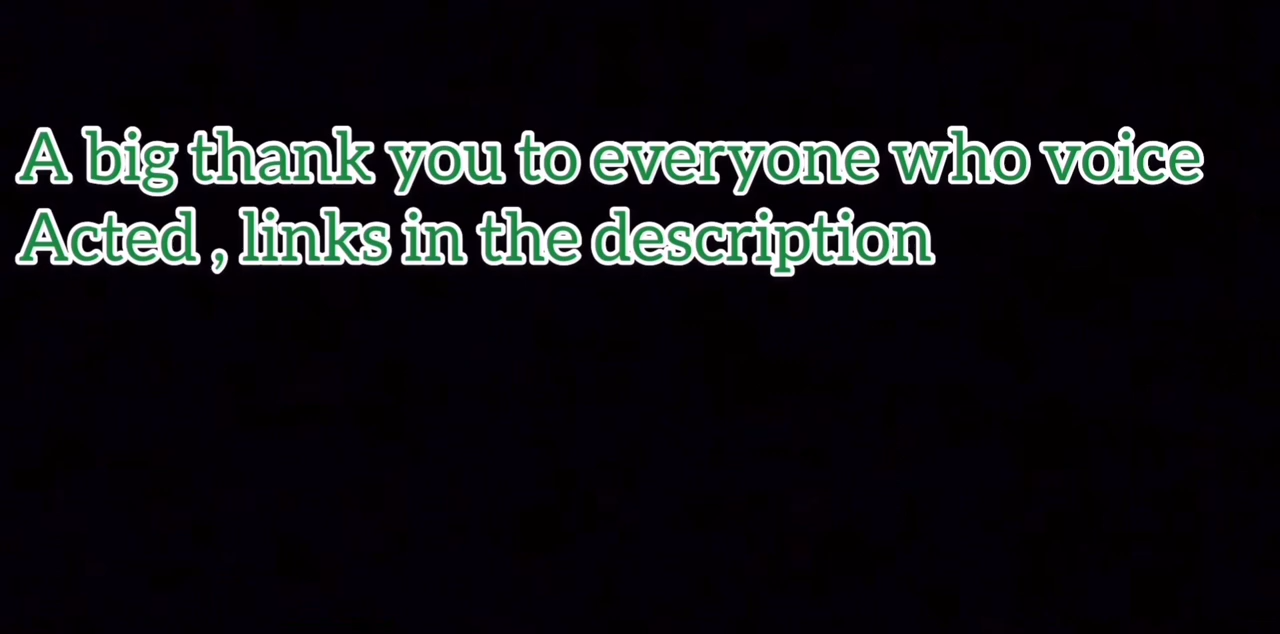 A big thank you to everyone who voice
Acted , links in the description